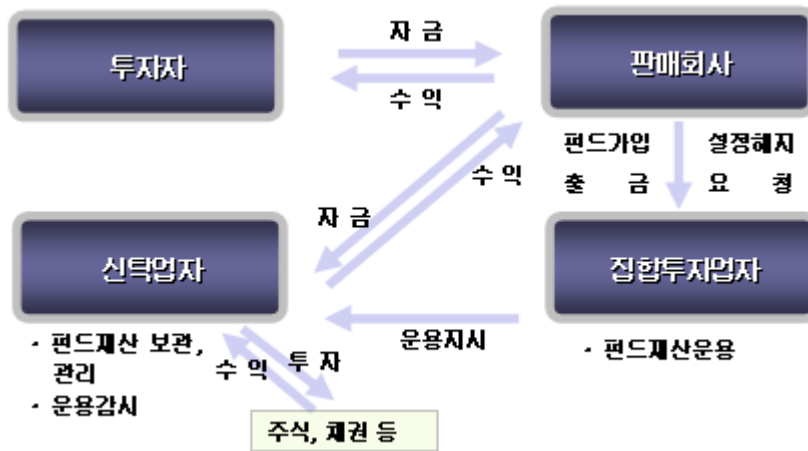 자 금
투자자
판매회사
수 익
펀드가입 설정해지
출 금 요 청
수 익
자 금
신탁업자
집합투자업자
운용지시
· 펀드재산 보관,
관리
· 운용감시
수 익
투 자
· 펀드재산운용
주식, 채권 등